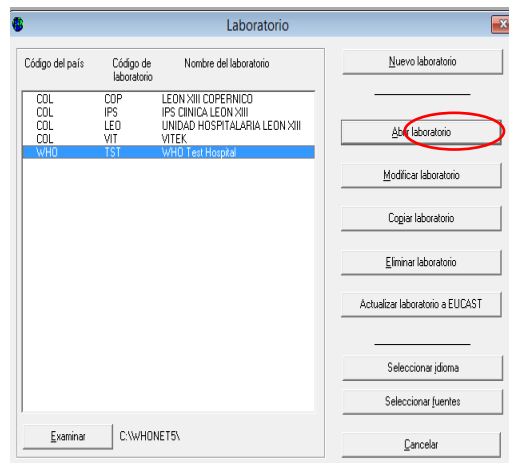 Laboratorio
Código del país Código de laboratorio Nombre del laboratorio
COL COP LEON XIII COPERNICO
COL IPS IPS CIINICA LEON XIII
COL LEO UNIDAD HOSPITALARIA LEON XIII
COL VIT VITEK
WHO TST WHO Test Hospital
Examinar C:\WHONET5\
Nuevo laboratorio
Abrir laboratorio
Modificar laboratorio
Copiar laboratorio
Eliminar laboratorio
Actualizar laboratorio a EUCAST
Seleccionar idioma
Seleccionar fuentes
Cancelar